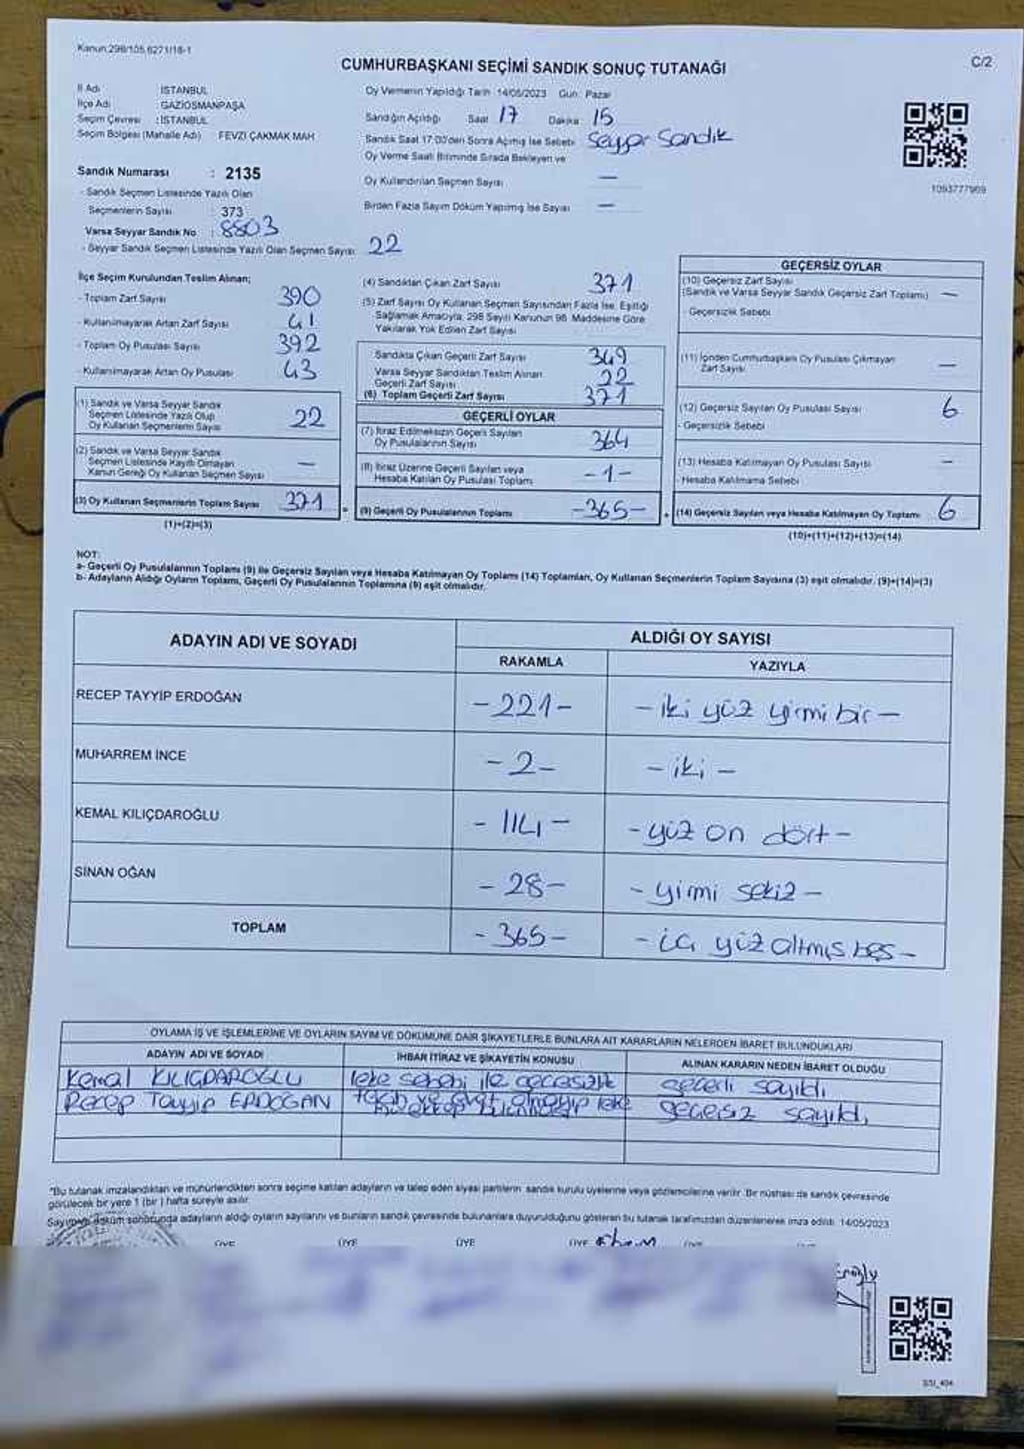 Kanun:298/105,6271/18-1
C/2
CUMHURBAŞKANI SEÇİMİ SANDIK SONUÇ TUTANAĞI
İl Adı : İSTANBUL
İlçe Adı : GAZİOSMANPAŞA
Seçim Çevresi : İSTANBUL
Seçim Bölgesi (Mahalle Adı) FEVZİ ÇAKMAK MAH
Oy Vermenin Yapıldığı Tarih 14/05/2023 Gün: Pazar
Sandığın Açıldığı Saat 17 Dakika 15
Sandık Saat 17:00'den Sonra Açılmış İse Sebebi Seyyar Sandık
Oy Verme Saati Bitiminde Sırada Bekleyen ve
Oy Kullandırılan Seçmen Sayısı —
Birden Fazla Sayım Döküm Yapılmış İse Sayısı —
1093777969
Sandık Numarası : 2135
- Sandık Seçmen Listesinde Yazılı Olan
Seçmenlerin Sayısı : 373
Varsa Seyyar Sandık No : 8803
- Seyyar Sandık Seçmen Listesinde Yazılı Olan Seçmen Sayısı 22
İlçe Seçim Kurulundan Teslim Alınan;
- Toplam Zarf Sayısı 390
- Kullanılmayarak Artan Zarf Sayısı 41
- Toplam Oy Pusulası Sayısı 392
- Kullanılmayarak Artan Oy Pusulası 43
(1) Sandık ve Varsa Seyyar Sandık
Seçmen Listesinde Yazılı Olup
Oy Kullanan Seçmenlerin Sayısı 22
(2) Sandık ve Varsa Seyyar Sandık
Seçmen Listesinde Kayıtlı Olmayan
Kanun Gereği Oy Kullanan Seçmen Sayısı —
(3) Oy Kullanan Seçmenlerin Toplam Sayısı 371
(1)+(2)=(3)
(4) Sandıktan Çıkan Zarf Sayısı 371
(5) Zarf Sayısı Oy Kullanan Seçmen Sayısından Fazla İse, Eşitliği
Sağlamak Amacıyla, 298 Sayılı Kanunun 98. Maddesine Göre
Yakılarak Yok Edilen Zarf Sayısı
Sandıkta Çıkan Geçerli Zarf Sayısı 349
Varsa Seyyar Sandıktan Teslim Alınan
Geçerli Zarf Sayısı 22
(6) Toplam Geçerli Zarf Sayısı 371
GEÇERLİ OYLAR
(7) İtiraz Edilmeksizin Geçerli Sayılan
Oy Pusulalarının Sayısı 364
(8) İtiraz Üzerine Geçerli Sayılan veya
Hesaba Katılan Oy Pusulası Toplamı -1-
(9) Geçerli Oy Pusulalarının Toplamı -365-
GEÇERSİZ OYLAR
(10) Geçersiz Zarf Sayısı
(Sandık ve Varsa Seyyar Sandık Geçersiz Zarf Toplamı) —
- Geçersizlik Sebebi
(11) İçinden Cumhurbaşkanı Oy Pusulası Çıkmayan
Zarf Sayısı —
(12) Geçersiz Sayılan Oy Pusulası Sayısı 6
- Geçersizlik Sebebi
(13) Hesaba Katılmayan Oy Pusulası Sayısı —
- Hesaba Katılmama Sebebi
(14) Geçersiz Sayılan veya Hesaba Katılmayan Oy Toplamı 6
(10)+(11)+(12)+(13)=(14)
NOT:
a- Geçerli Oy Pusulalarının Toplamı (9) ile Geçersiz Sayılan veya Hesaba Katılmayan Oy Toplamı (14) Toplamları, Oy Kullanan Seçmenlerin Toplam Sayısına (3) eşit olmalıdır. (9)+(14)=(3)
b- Adayların Aldığı Oyların Toplamı, Geçerli Oy Pusulalarının Toplamına (9) eşit olmalıdır.
ADAYIN ADI VE SOYADI ALDIĞI OY SAYISI
RAKAMLA YAZIYLA
RECEP TAYYİP ERDOĞAN -221- -iki yüz yirmi bir-
MUHARREM İNCE -2- -iki-
KEMAL KILIÇDAROĞLU -114- -yüz on dört-
SİNAN OĞAN -28- -yirmi sekiz-
TOPLAM -365- yüz altmış beş-
OYLAMA İŞ VE İŞLEMLERİNE VE OYLARIN SAYIM VE DÖKÜMÜNE DAİR ŞİKAYETLERLE BUNLARA AİT KARARLARIN NELERDEN İBARET BULUNDUKLARI
ADAYIN ADI VE SOYADI İHBAR İTİRAZ VE ŞİKAYETİN KONUSU ALINAN KARARIN NEDEN İBARET OLDUĞU
Kemal KILIÇDAROĞLU leke sebebi ile geçersizlik geçerli sayıldı
Recep Tayyip ERDOĞAN leke geçersiz sayıldı
*Bu tutanak imzalandıktan ve mühürlendikten sonra seçime katılan adayların ve talep eden siyasi partilerin sandık kurulu üyelerine veya gözlemcilerine verilir. Bir nüshası de sandık çevresinde
görülecek bir yere 1 (bir ) hafta süreyle asılır.
Sayım ve döküm sonucunda adayların aldığı oyların sayılarını ve bunların sandık çevresinde bulunanlara duyurulduğunu gösteren bu tutanak tarafımızdan düzenlenerek imza edildi. 14/05/2023
ÜYE ÜYE ÜYE ÜYE
SSI_404